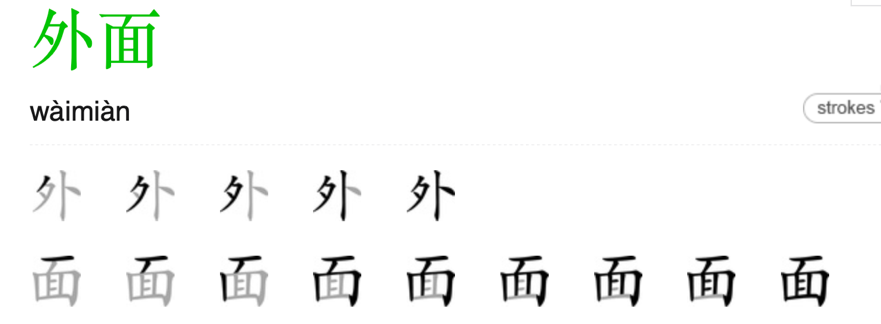 外面
wàimiàn
strokes
外 外 外 外 外
面 面 面 面 面 面 面 面 面